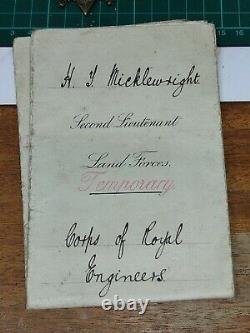 H. Y. Micklewright.
Second Lieutenant
Land Forces.
Temporary
Corps of Royal
Engineers